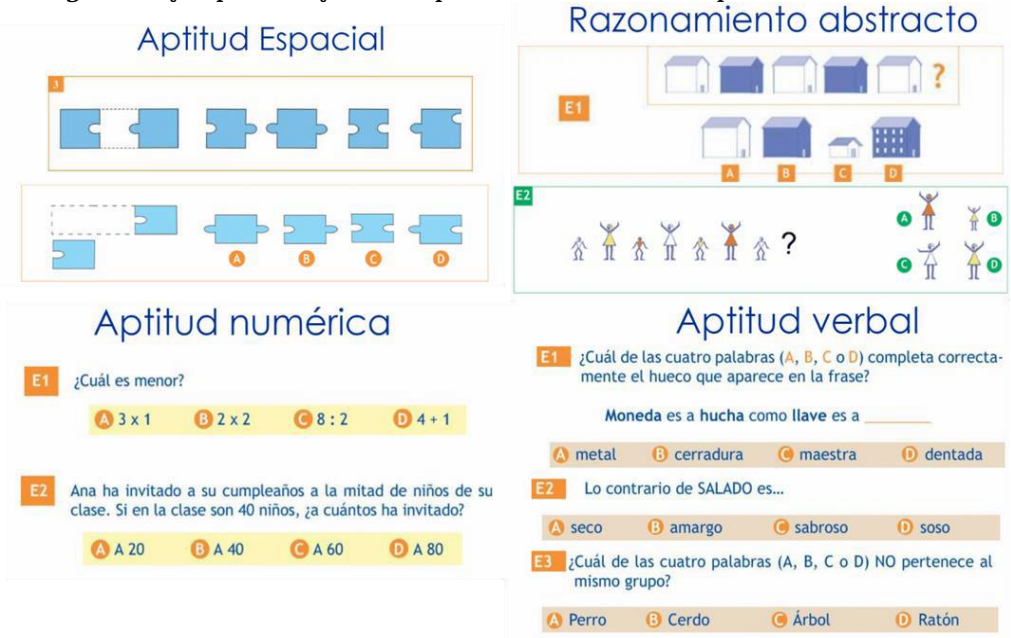 Aptitud Espacial
3
A B C D
Razonamiento abstracto
E1
?
A B C D
E2
?
A B
C D
Aptitud numérica
E1 ¿Cuál es menor?
A 3 x 1 B 2 x 2 C 8 : 2 D 4 + 1
E2 Ana ha invitado a su cumpleaños a la mitad de niños de su
clase. Si en la clase son 40 niños, ¿a cuántos ha invitado?
A A 20 B A 40 C A 60 D A 80
Aptitud verbal
E1 ¿Cuál de las cuatro palabras (A, B, C o D) completa correcta-
mente el hueco que aparece en la frase?
Moneda es a hucha como llave es a ________
A metal B cerradura C maestra D dentada
E2 Lo contrario de SALADO es...
A seco B amargo C sabroso D soso
E3 ¿Cuál de las cuatro palabras (A, B, C o D) NO pertenece al
mismo grupo?
A Perro B Cerdo C Árbol D Ratón